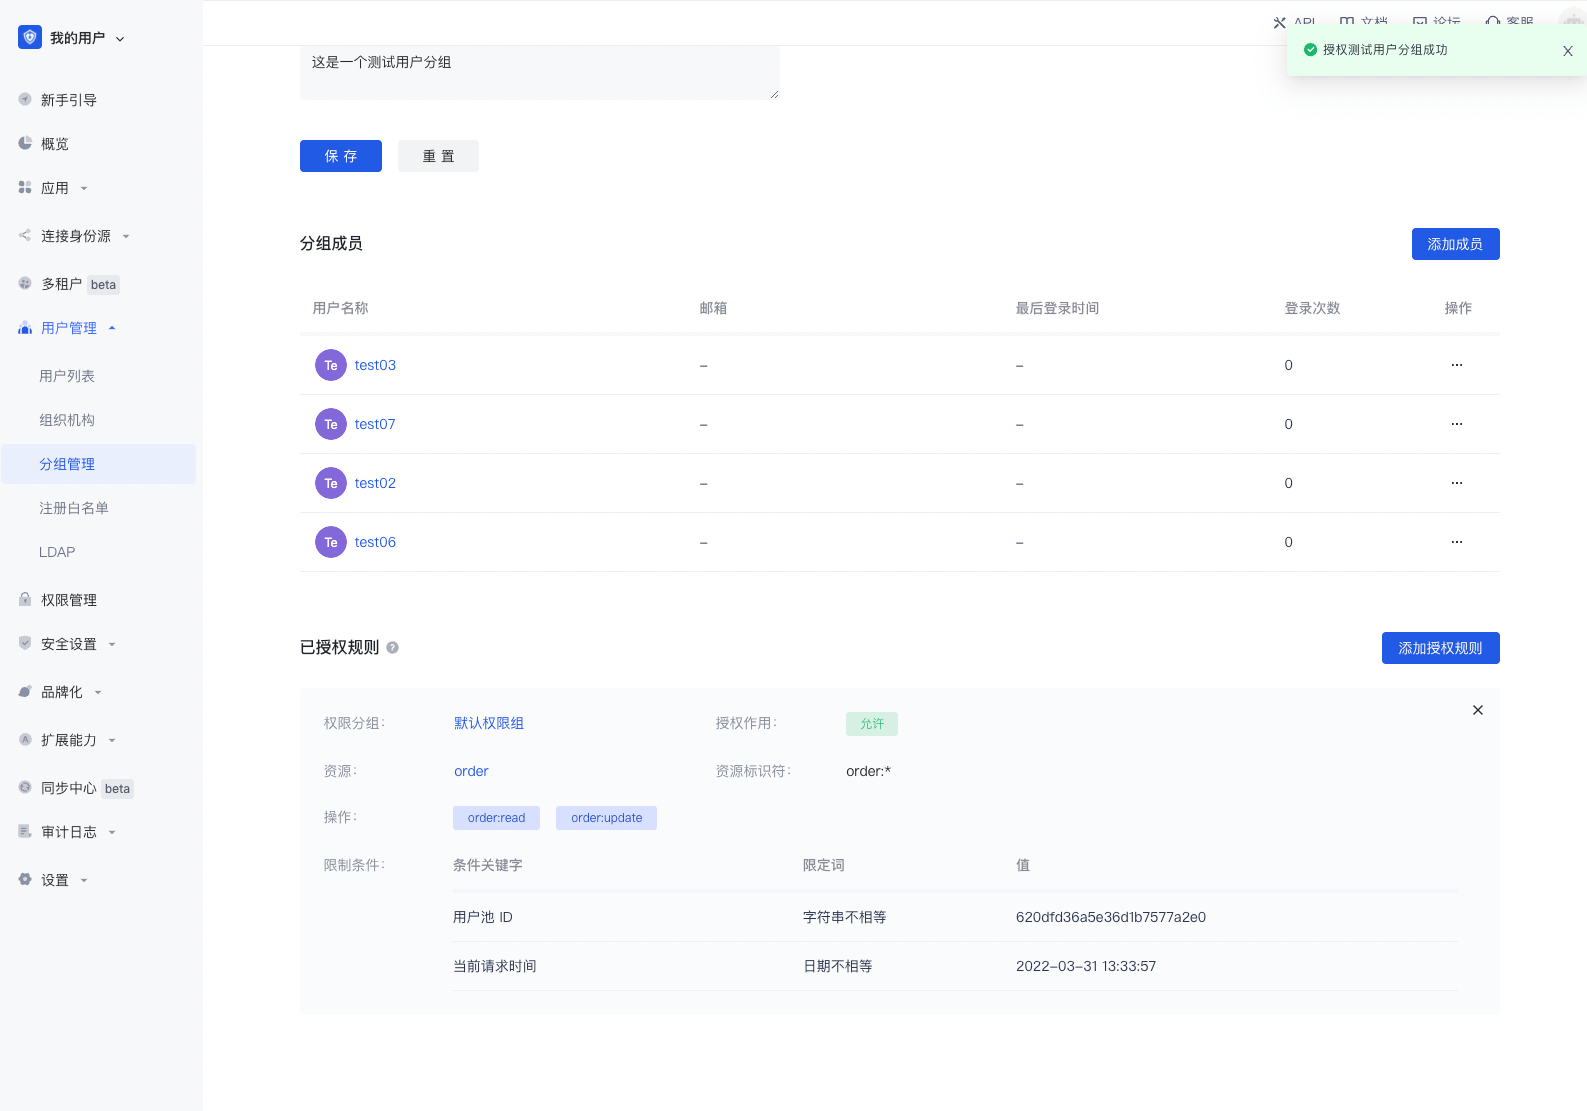 我的用户
API 文档 论坛 客服
授权测试用户分组成功
这是一个测试用户分组
新手引导
概览
应用
连接身份源
多租户 beta
用户管理
用户列表
组织机构
分组管理
注册白名单
LDAP
权限管理
安全设置
品牌化
扩展能力
同步中心 beta
审计日志
设置
保 存 重 置
分组成员 添加成员
用户名称 邮箱 最后登录时间 登录次数 操作
Te test03 – – 0 ···
Te test07 – – 0 ···
Te test02 – – 0 ···
Te test06 – – 0 ···
已授权规则 ? 添加授权规则
权限分组: 默认权限组 授权作用: 允许
资源: order 资源标识符: order:*
操作: order:read order:update
限制条件: 条件关键字 限定词 值
用户池 ID 字符串不相等 620dfd36a5e36d1b7577a2e0
当前请求时间 日期不相等 2022-03-31 13:33:57